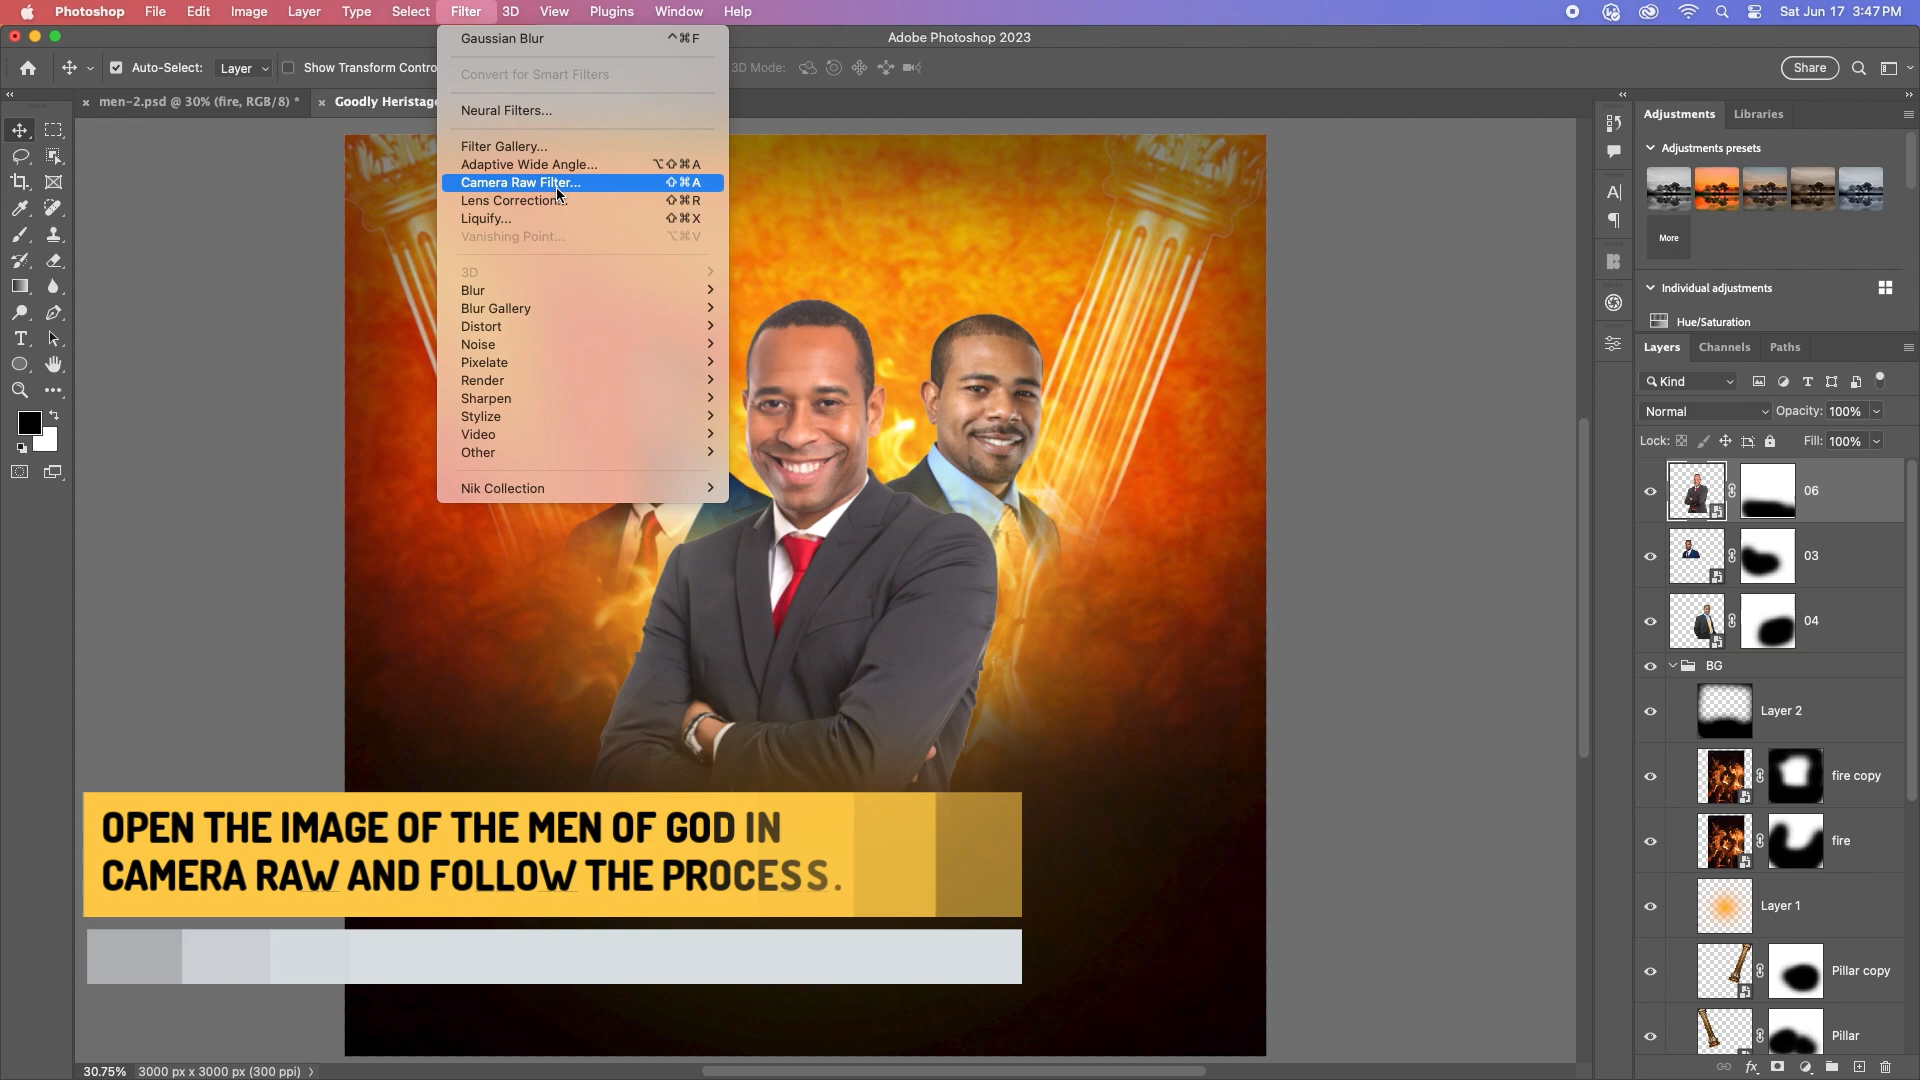 Photoshop File Edit Image Layer Type Select Filter 3D View Plugins Window Help Sat Jun 17 3:47 PM
Adobe Photoshop 2023
Auto-Select: Layer Show Transform Contro 3D Mode: Share
men-2.psd @ 30% (fire, RGB/8) * Goodly Heristage
Gaussian Blur ^⌘F
Convert for Smart Filters
Neural Filters...
Filter Gallery...
Adaptive Wide Angle... ⌥⇧⌘A
Camera Raw Filter... ⇧⌘A
Lens Correction... ⇧⌘R
Liquify... ⇧⌘X
Vanishing Point... ⌥⌘V
3D
Blur
Blur Gallery
Distort
Noise
Pixelate
Render
Sharpen
Stylize
Video
Other
Nik Collection
OPEN THE IMAGE OF THE MEN OF GOD IN
CAMERA RAW AND FOLLOW THE PROCESS.
Adjustments Libraries
Adjustments presets
More
Individual adjustments
Hue/Saturation
Layers Channels Paths
Kind
Normal Opacity: 100%
Lock: Fill: 100%
06
03
04
BG
Layer 2
fire copy
fire
Layer 1
Pillar copy
Pillar
30.75% 3000 px x 3000 px (300 ppi)